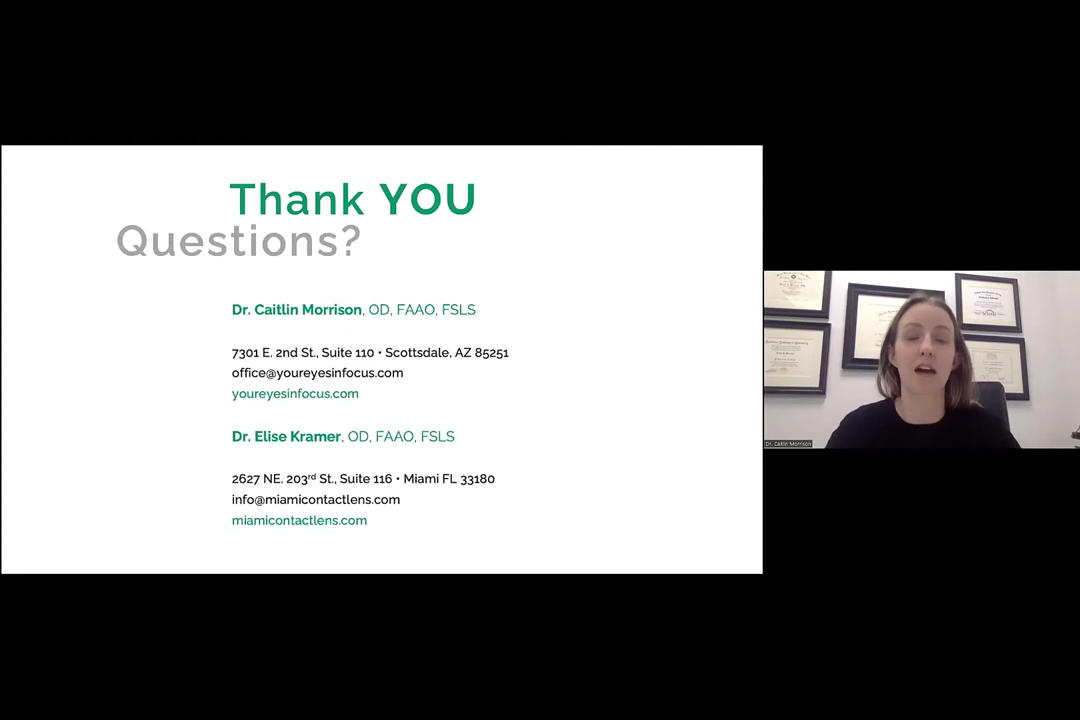 Thank YOU
Questions?
Dr. Caitlin Morrison, OD, FAAO, FSLS
7301 E. 2nd St., Suite 110 • Scottsdale, AZ 85251
office@youreyesinfocus.com
youreyesinfocus.com
Dr. Elise Kramer, OD, FAAO, FSLS
2627 NE. 203rd St., Suite 116 • Miami FL 33180
info@miamicontactlens.com
miamicontactlens.com
Dr. Caitlin Morrison